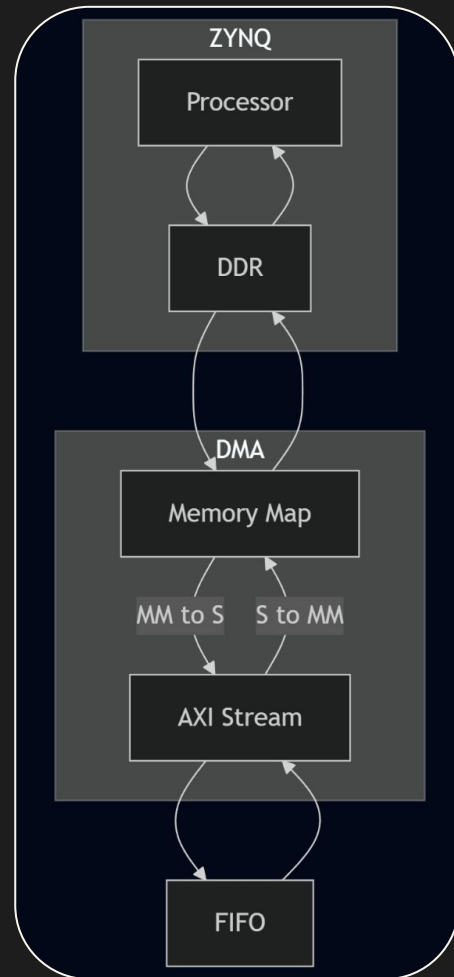 ZYNQ
Processor
DDR
DMA
Memory Map
MM to S
S to MM
AXI Stream
FIFO